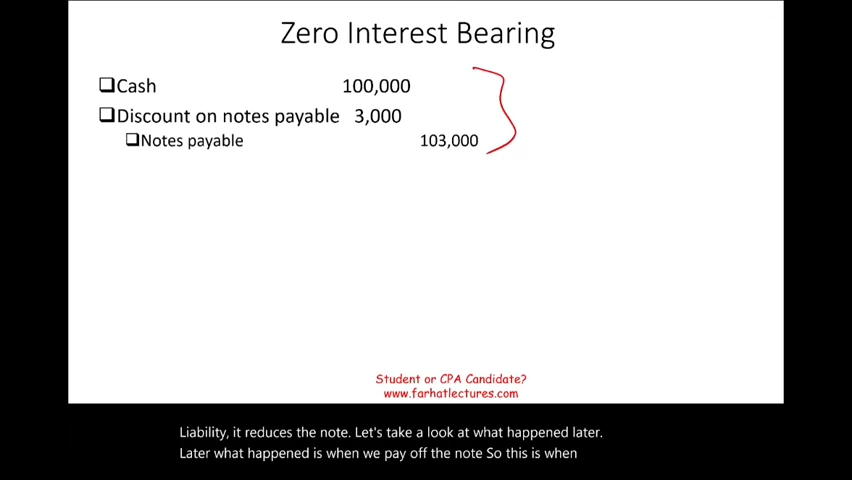 Zero Interest Bearing
Cash 100,000
Discount on notes payable 3,000
Notes payable 103,000
Student or CPA Candidate?
www.farhatlectures.com
Liability, it reduces the note. Let's take a look at what happened later.
Later what happened is when we pay off the note So this is when